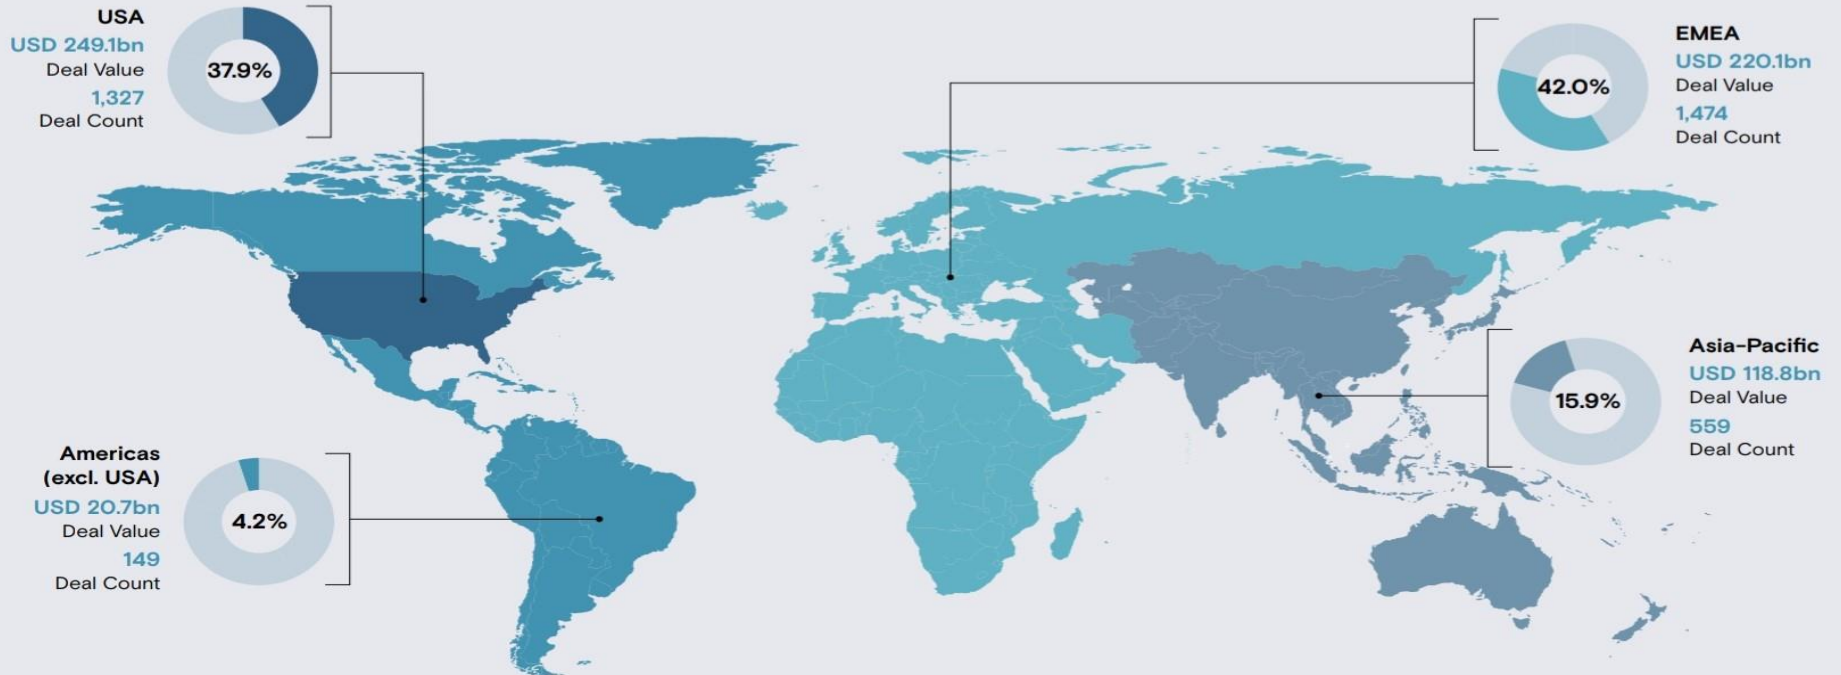 USA
USD 249.1bn
Deal Value
1,327
Deal Count
37.9%
EMEA
USD 220.1bn
Deal Value
1,474
Deal Count
42.0%
Americas
(excl. USA)
USD 20.7bn
Deal Value
149
Deal Count
4.2%
Asia-Pacific
USD 118.8bn
Deal Value
559
Deal Count
15.9%